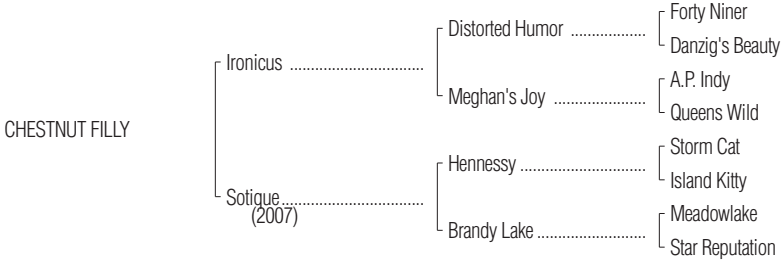 Forty Niner
Distorted Humor ..................
Danzig's Beauty
Ironicus ................................
A.P. Indy
Meghan's Joy ......................
Queens Wild
CHESTNUT FILLY
Storm Cat
Hennessy ..............................
Island Kitty
Sotique..................................
(2007)
Meadowlake
Brandy Lake ..........................
Star Reputation